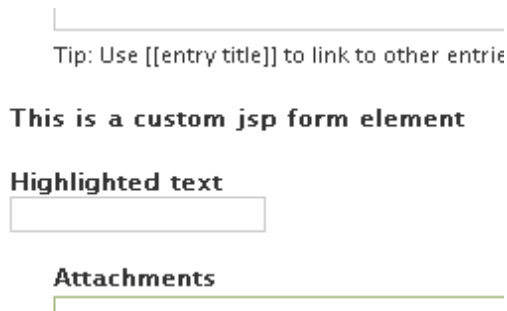 Tip: Use [[entry title]] to link to other entrie
This is a custom jsp form element
Highlighted text
Attachments